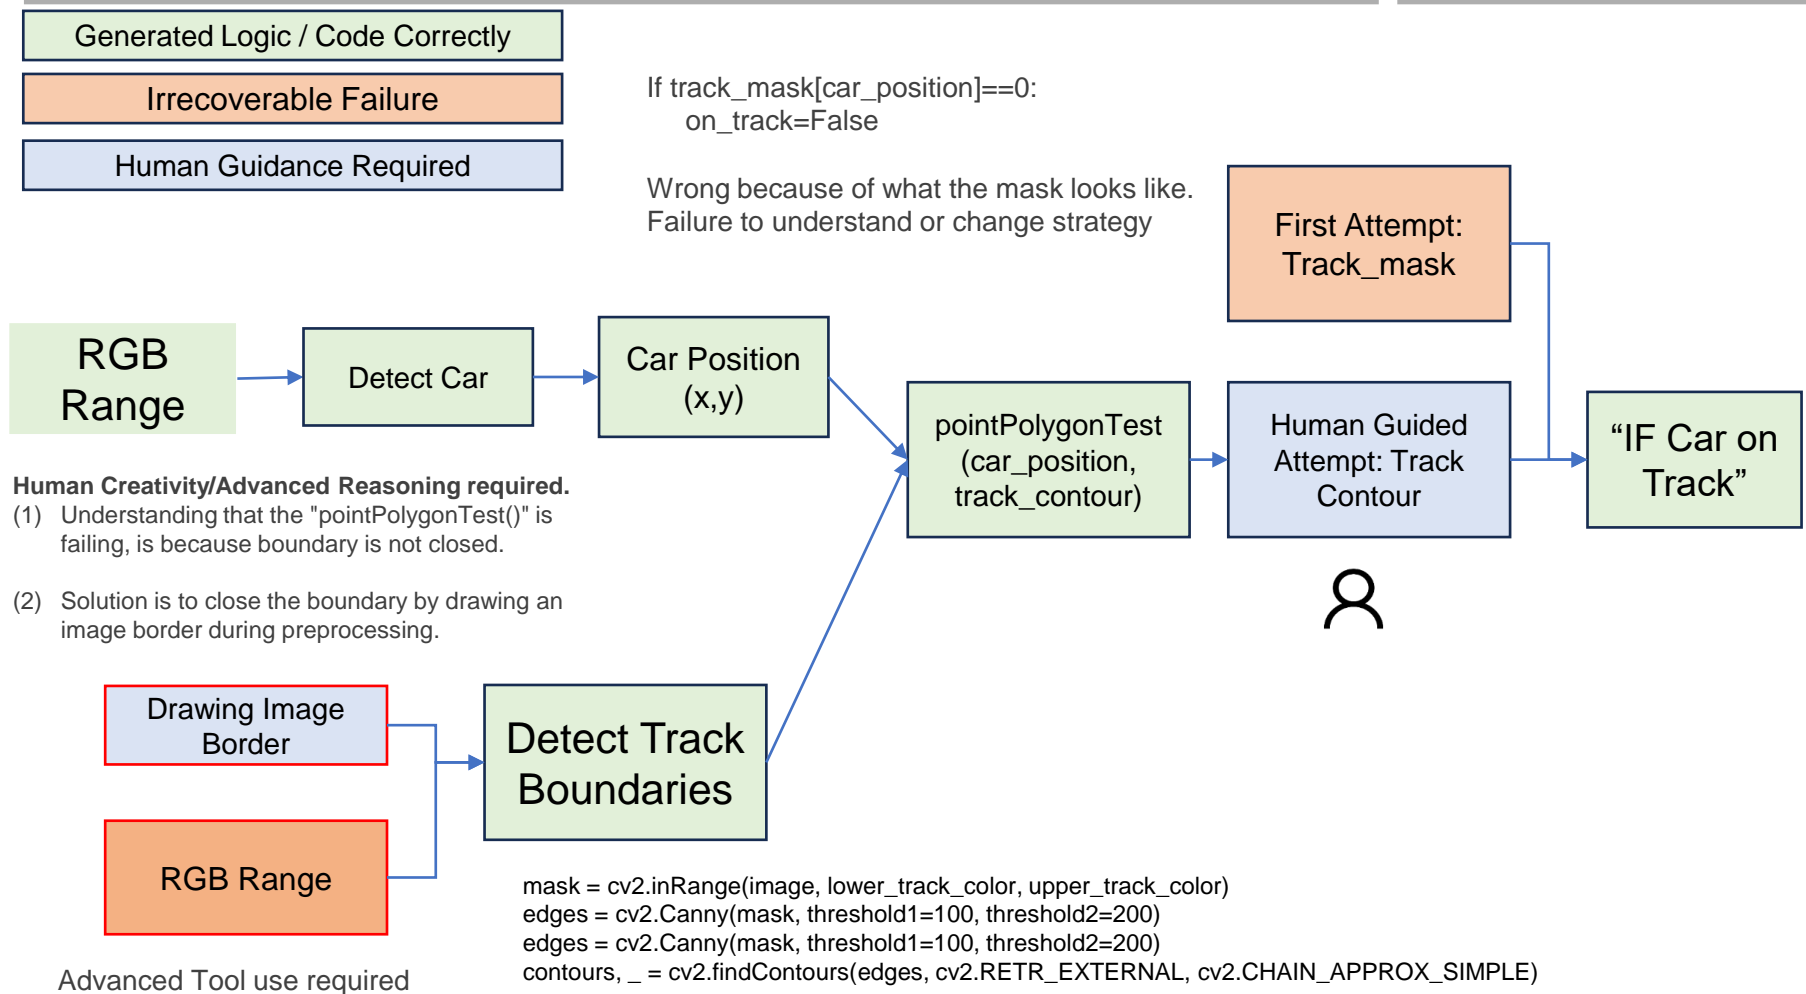 Generated Logic / Code Correctly
Irrecoverable Failure
Human Guidance Required
If track_mask[car_position]==0:
on_track=False
Wrong because of what the mask looks like.
Failure to understand or change strategy
First Attempt:
Track_mask
RGB
Range
Detect Car
Car Position
(x,y)
pointPolygonTest
(car_position,
track_contour)
Human Guided
Attempt: Track
Contour
“IF Car on
Track”
Human Creativity/Advanced Reasoning required.
(1) Understanding that the "pointPolygonTest()" is
failing, is because boundary is not closed.
(2) Solution is to close the boundary by drawing an
image border during preprocessing.
Drawing Image
Border
Detect Track
Boundaries
RGB Range
mask = cv2.inRange(image, lower_track_color, upper_track_color)
edges = cv2.Canny(mask, threshold1=100, threshold2=200)
edges = cv2.Canny(mask, threshold1=100, threshold2=200)
contours, _ = cv2.findContours(edges, cv2.RETR_EXTERNAL, cv2.CHAIN_APPROX_SIMPLE)
Advanced Tool use required